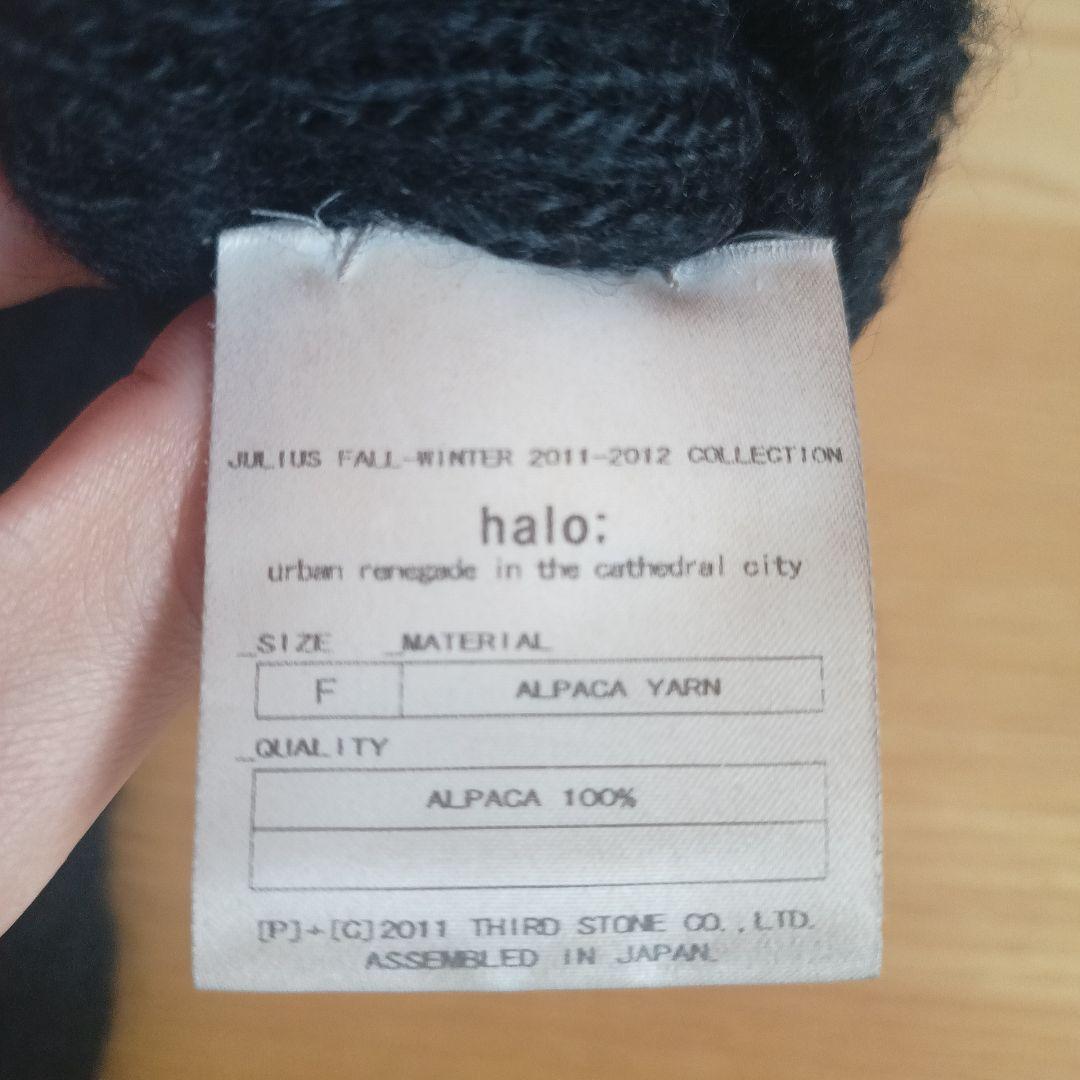 JULIUS FALL-WINTER 2011-2012 COLLECTION
halo:
urban renegade in the cathedral city
_SIZE _MATERIAL
F ALPACA YARN
_QUALITY
ALPACA 100%
[P]+[C]2011 THIRD STONE CO.,LTD.
ASSEMBLED IN JAPAN.